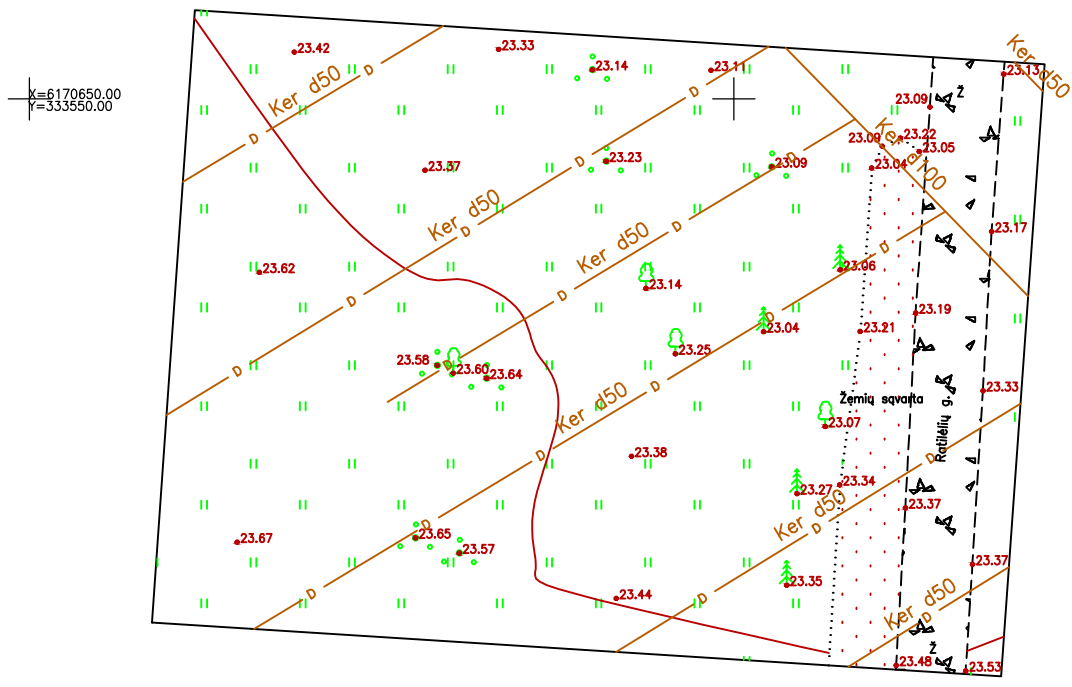 23.42
23.33
23.14
23.11
Ker d50
23.13
X=6170650.00
Y=333550.00
Ker d50
D
D
D
D
23.09
Ž
23.09
23.22
23.05
23.04
Ker d100
23.37
23.23
23.09
D
Ker d50
D
Ker d50
D
23.17
D
23.62
23.14
23.06
D
D
23.04
D
23.19
23.21
23.25
23.58
23.60
23.64
D
D
23.33
D
Ker d50
Žemių sąvarta
Ratilėlių g.
23.07
23.38
D
D
23.27
23.34
23.37
Ker d50
D
D
23.65
23.57
23.67
23.37
23.35
D
D
23.44
Ker d50
D
Ž
23.48
23.53